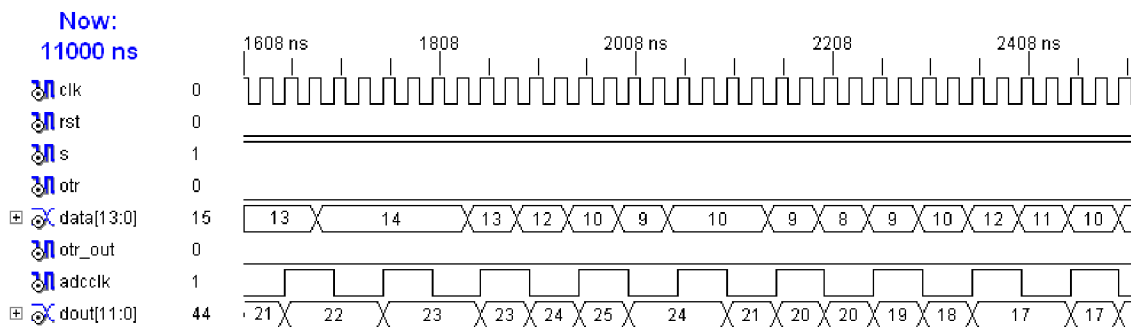 Now:
11000 ns
1608 ns 1808 2008 ns 2208 2408 ns
clk 0
rst 0
s 1
otr 0
data[13:0] 15 13 14 13 12 10 9 10 9 8 9 10 12 11 10
otr_out 0
adcclk 1
dout[11:0] 44 21 22 23 23 24 25 24 21 20 20 19 18 17 17